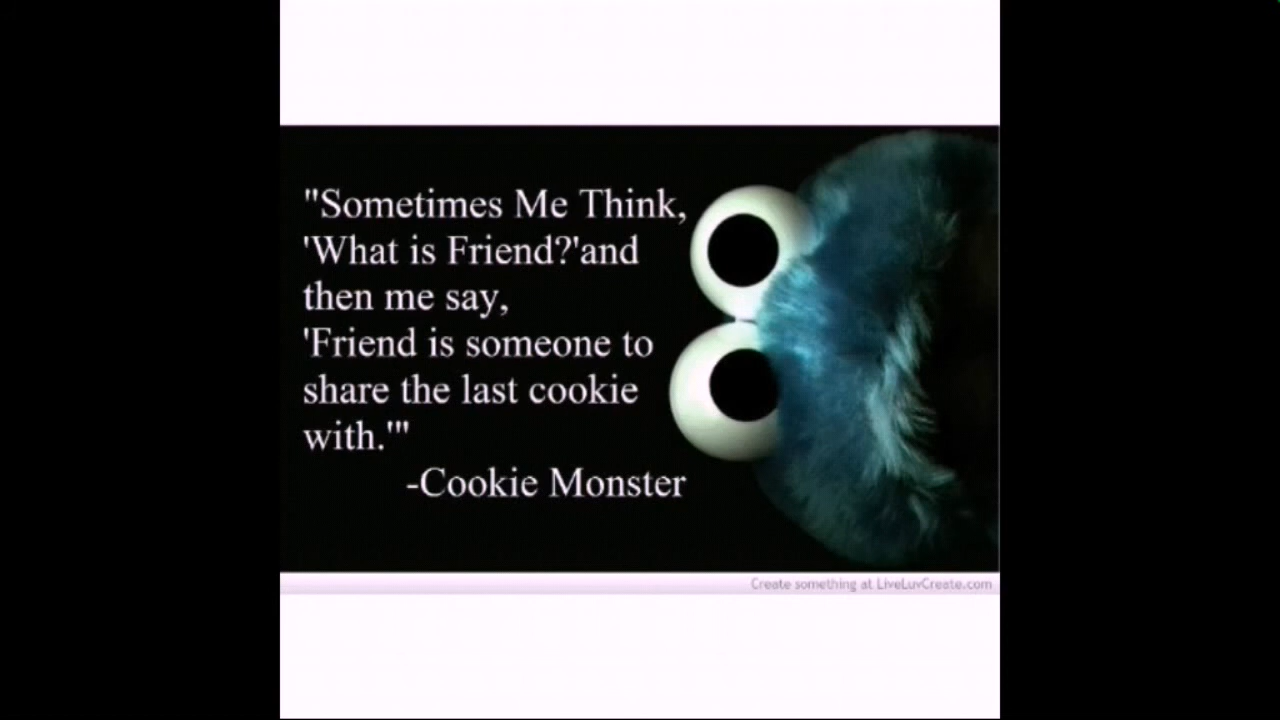 "Sometimes Me Think,
'What is Friend?'and
then me say,
'Friend is someone to
share the last cookie
with.'"
-Cookie Monster
Create something at LiveLuvCreate.com